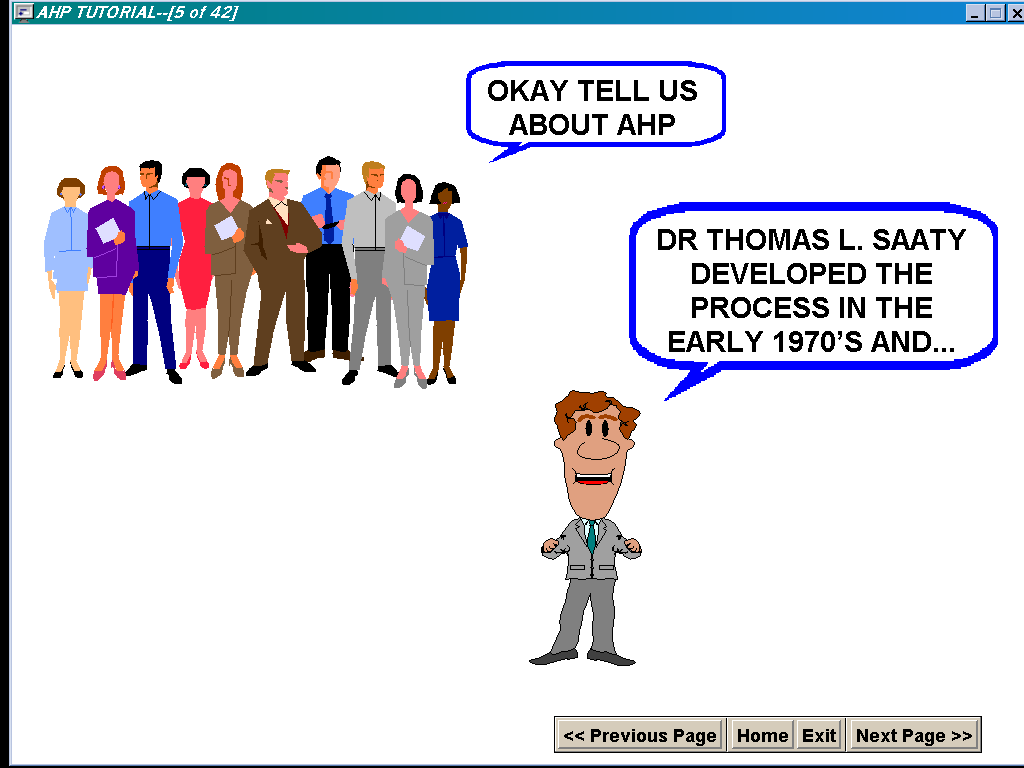 AHP TUTORIAL--[5 of 42]
OKAY TELL US
ABOUT AHP
DR THOMAS L. SAATY
DEVELOPED THE
PROCESS IN THE
EARLY 1970’S AND...
<< Previous Page Home Exit Next Page >>